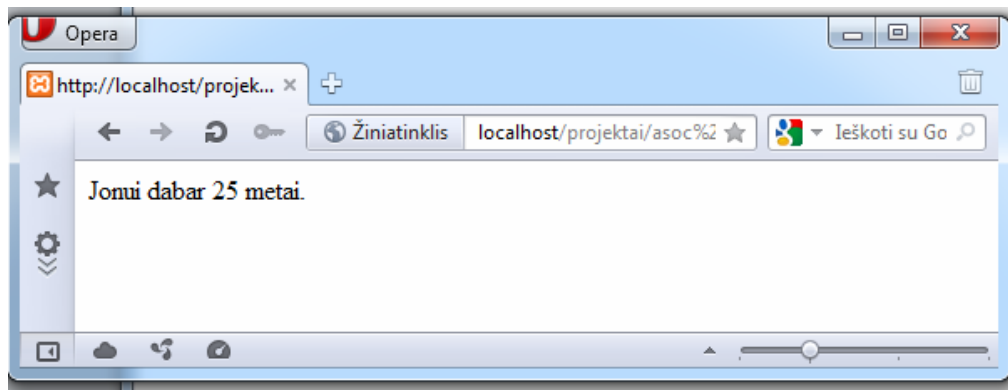 Opera
http://localhost/projek...
Žiniatinklis localhost/projektai/asoc%2 Ieškoti su Go
Jonui dabar 25 metai.